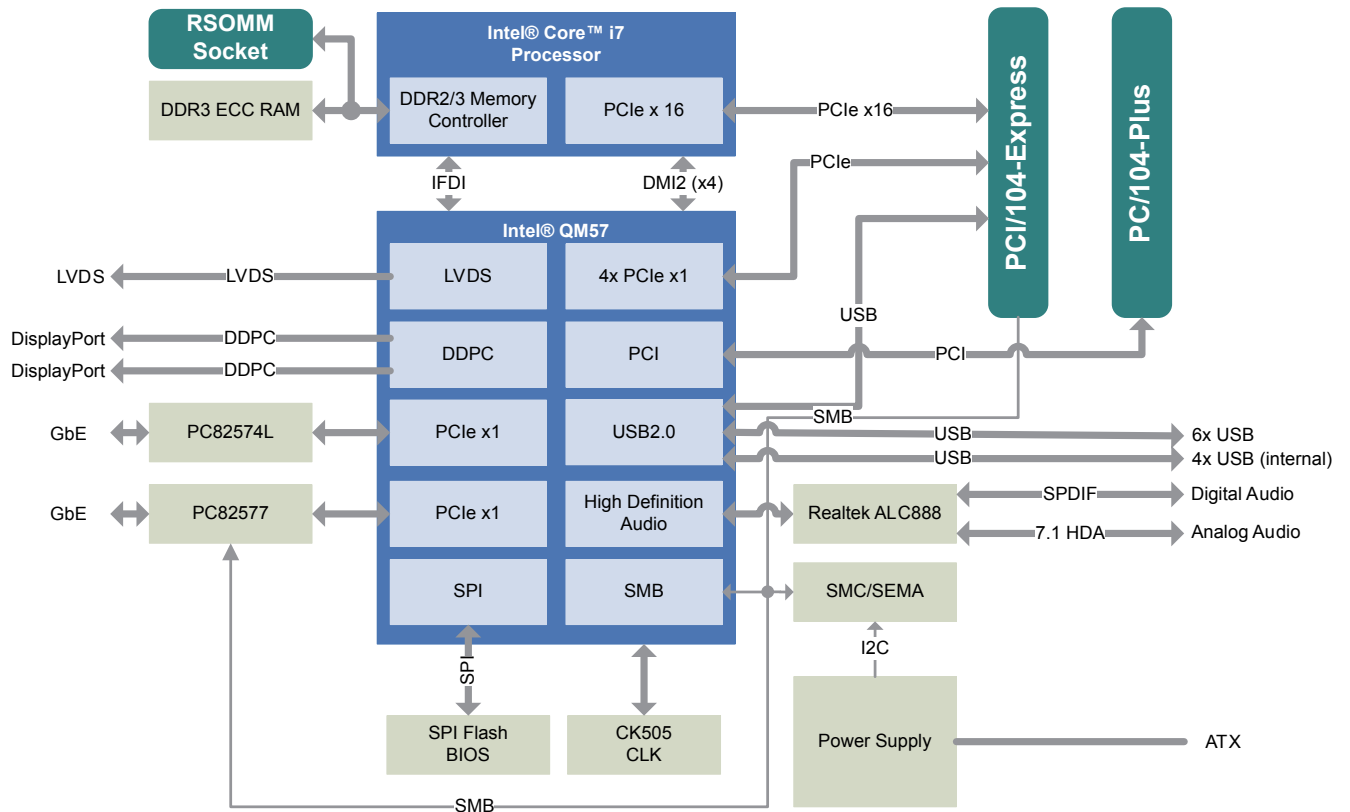 RSOMM
Socket
DDR3 ECC RAM
Intel® Core™ i7
Processor
DDR2/3 Memory
Controller
PCIe x 16
PCIe x16
PCIe
PCI/104-Express
PC/104-Plus
IFDI
DMI2 (x4)
Intel® QM57
LVDS
LVDS
LVDS
4x PCIe x1
USB
DisplayPort
DDPC
DisplayPort
DDPC
DDPC
PCI
PCI
SMB
GbE
PC82574L
PCIe x1
USB2.0
USB
6x USB
USB
4x USB (internal)
GbE
PC82577
PCIe x1
High Definition
Audio
Realtek ALC888
SPDIF
Digital Audio
7.1 HDA
Analog Audio
SPI
SMB
SMC/SEMA
I2C
SPI
SPI Flash
BIOS
CK505
CLK
Power Supply
ATX
SMB